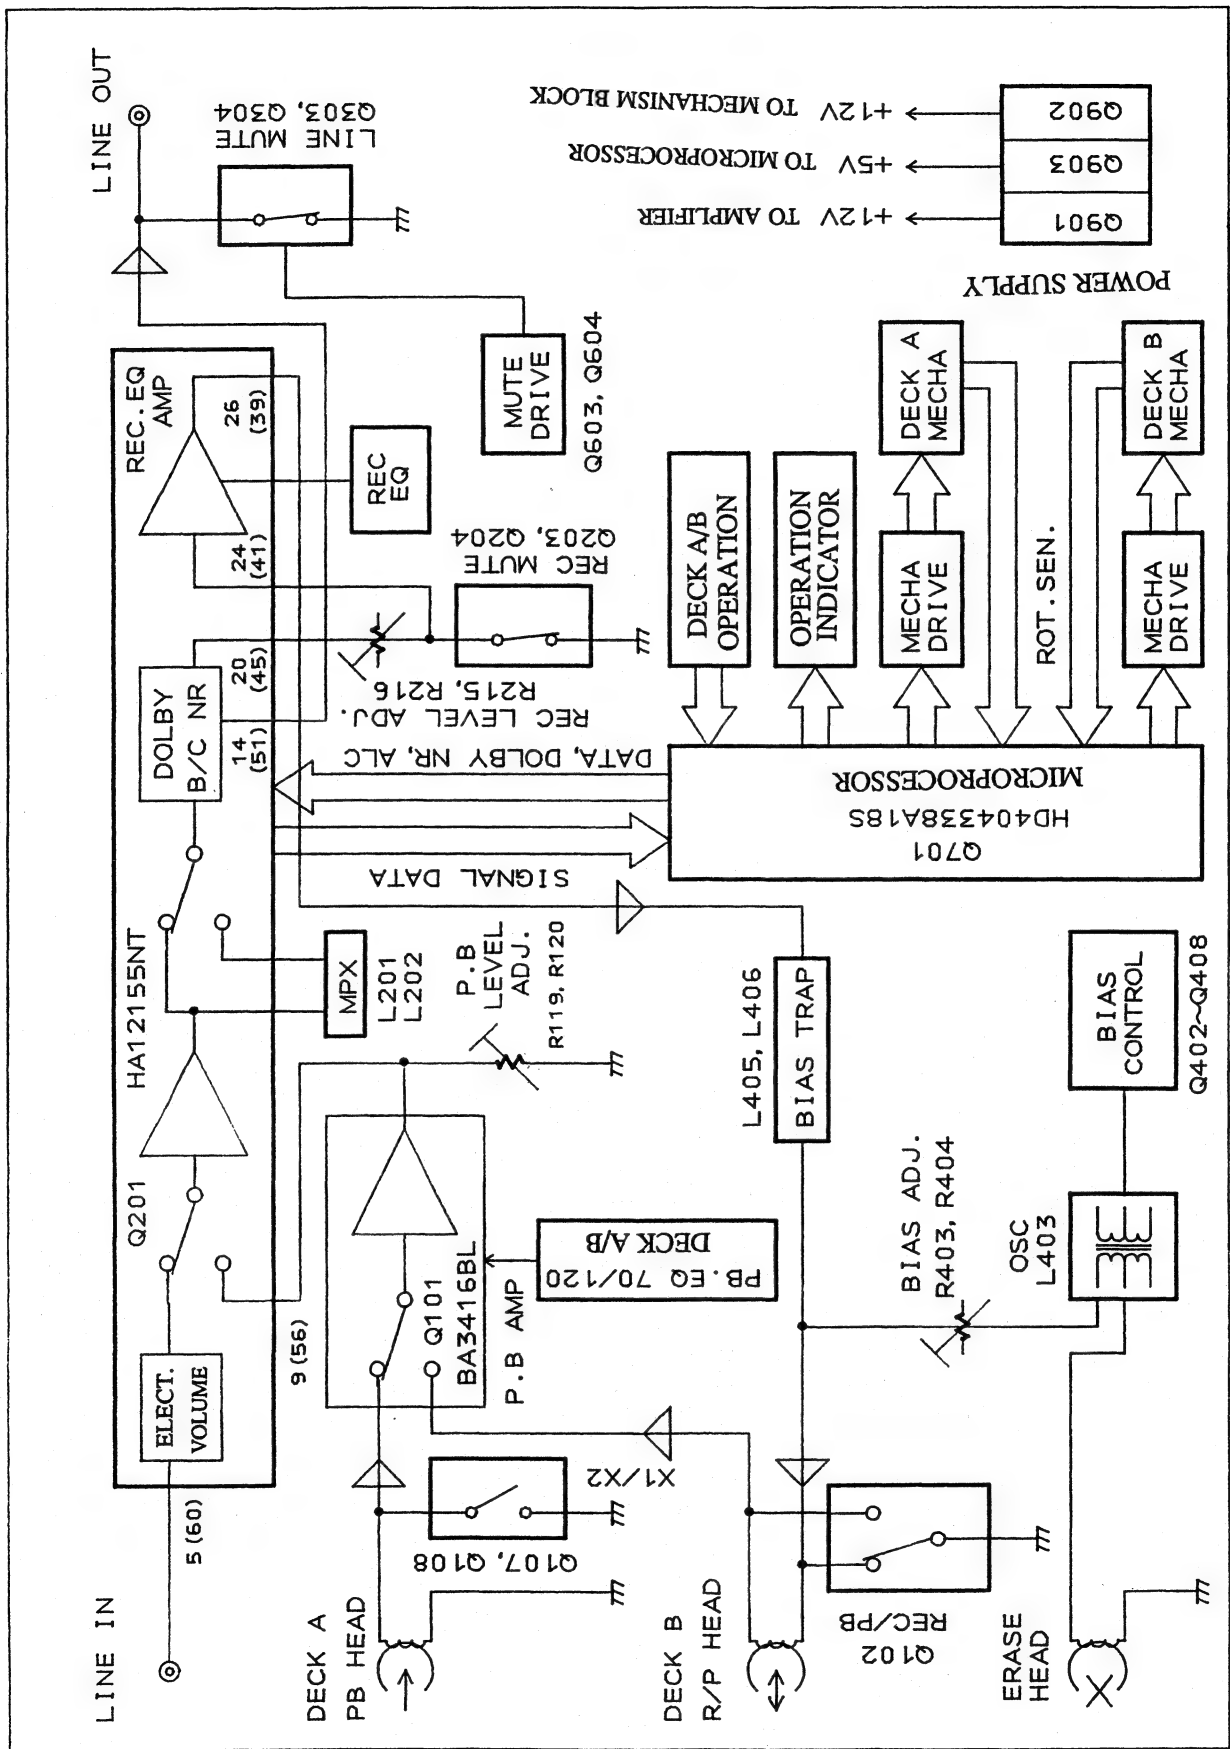 LINE IN
5(60)
ELECT.
VOLUME
Q201
HA12155NT
DOLBY
B/C NR
14
(51)
20
(45)
24
(41)
REC.EQ
AMP
26
(39)
LINE OUT
LINE MUTE
Q303, Q304
MUTE
DRIVE
Q603, Q604
REC
EQ
REC MUTE
Q203, Q204
REC LEVEL ADJ.
R215, R216
MPX
L201
L202
9(56)
P.B
LEVEL
ADJ.
R119, R120
DECK A
PB HEAD
Q107, Q108
X1/X2
Q101
BA3416BL
P.B AMP
PB.EQ 70/120
DECK A/B
SIGNAL DATA
DATA, DOLBY NR, ALC
DECK B
R/P HEAD
Q102
REC/PB
L405, L406
BIAS TRAP
BIAS ADJ.
R403, R404
ERASE
HEAD
OSC
L403
BIAS
CONTROL
Q402~Q408
Q701
HD404338A18S
MICROPROCESSOR
DECK A/B
OPERATION
OPERATION
INDICATOR
MECHA
DRIVE
DECK A
MECHA
ROT.SEN.
MECHA
DRIVE
DECK B
MECHA
POWER SUPPLY
Q901
+12V TO AMPLIFIER
Q903
+5V TO MICROPROCESSOR
Q902
+12V TO MECHANISM BLOCK